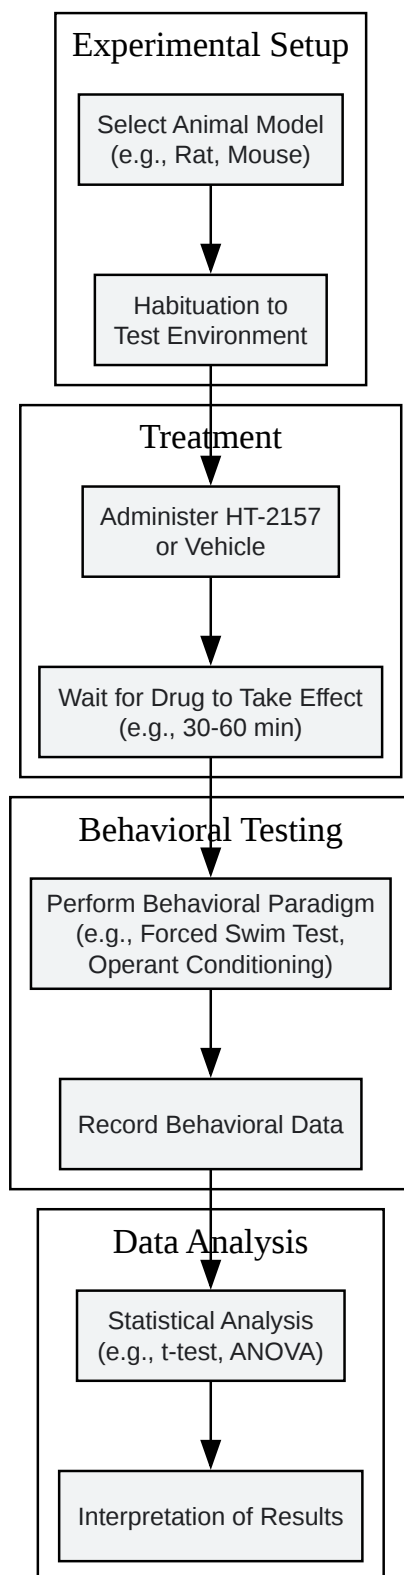 Experimental Setup
Select Animal Model
(e.g., Rat, Mouse)
Habituation to
Test Environment
Treatment
Administer HT-2157
or Vehicle
Wait for Drug to Take Effect
(e.g., 30-60 min)
Behavioral Testing
Perform Behavioral Paradigm
(e.g., Forced Swim Test,
Operant Conditioning)
Record Behavioral Data
Data Analysis
Statistical Analysis
(e.g., t-test, ANOVA)
Interpretation of Results